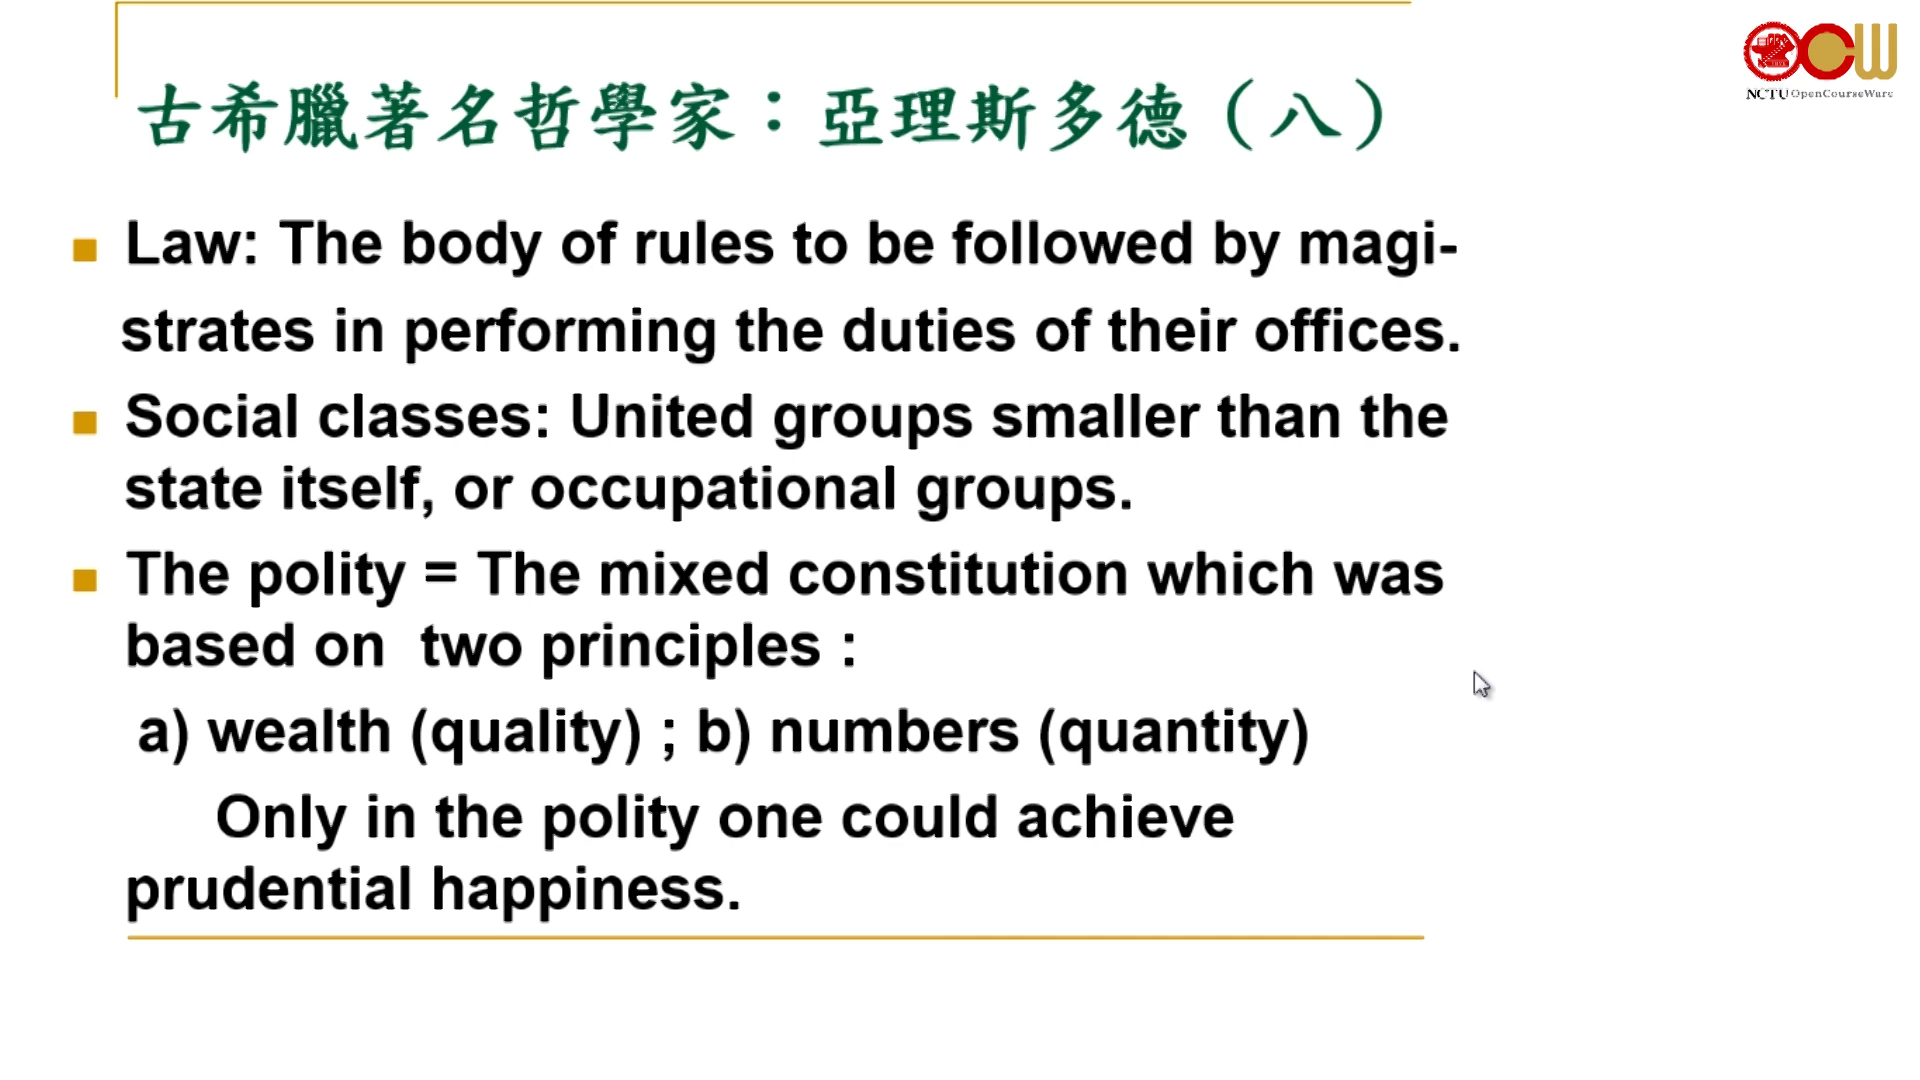 古希臘著名哲學家：亞理斯多德（八）
NCTU OpenCourseWare
Law: The body of rules to be followed by magi-
strates in performing the duties of their offices.
Social classes: United groups smaller than the
state itself, or occupational groups.
The polity = The mixed constitution which was
based on  two principles :
a) wealth (quality) ; b) numbers (quantity)
Only in the polity one could achieve
prudential happiness.